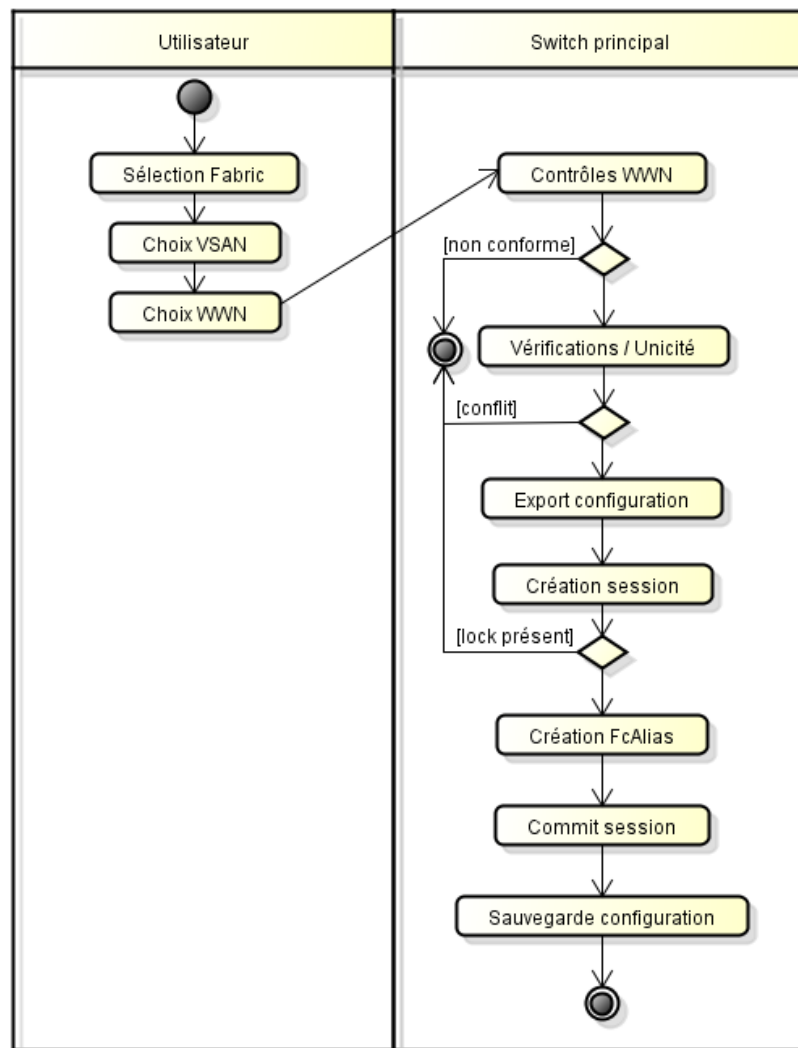 Utilisateur
Switch principal
Sélection Fabric
Choix VSAN
Choix WWN
Contrôles WWN
[non conforme]
Vérifications / Unicité
[conflit]
Export configuration
Création session
[lock présent]
Création FcAlias
Commit session
Sauvegarde configuration